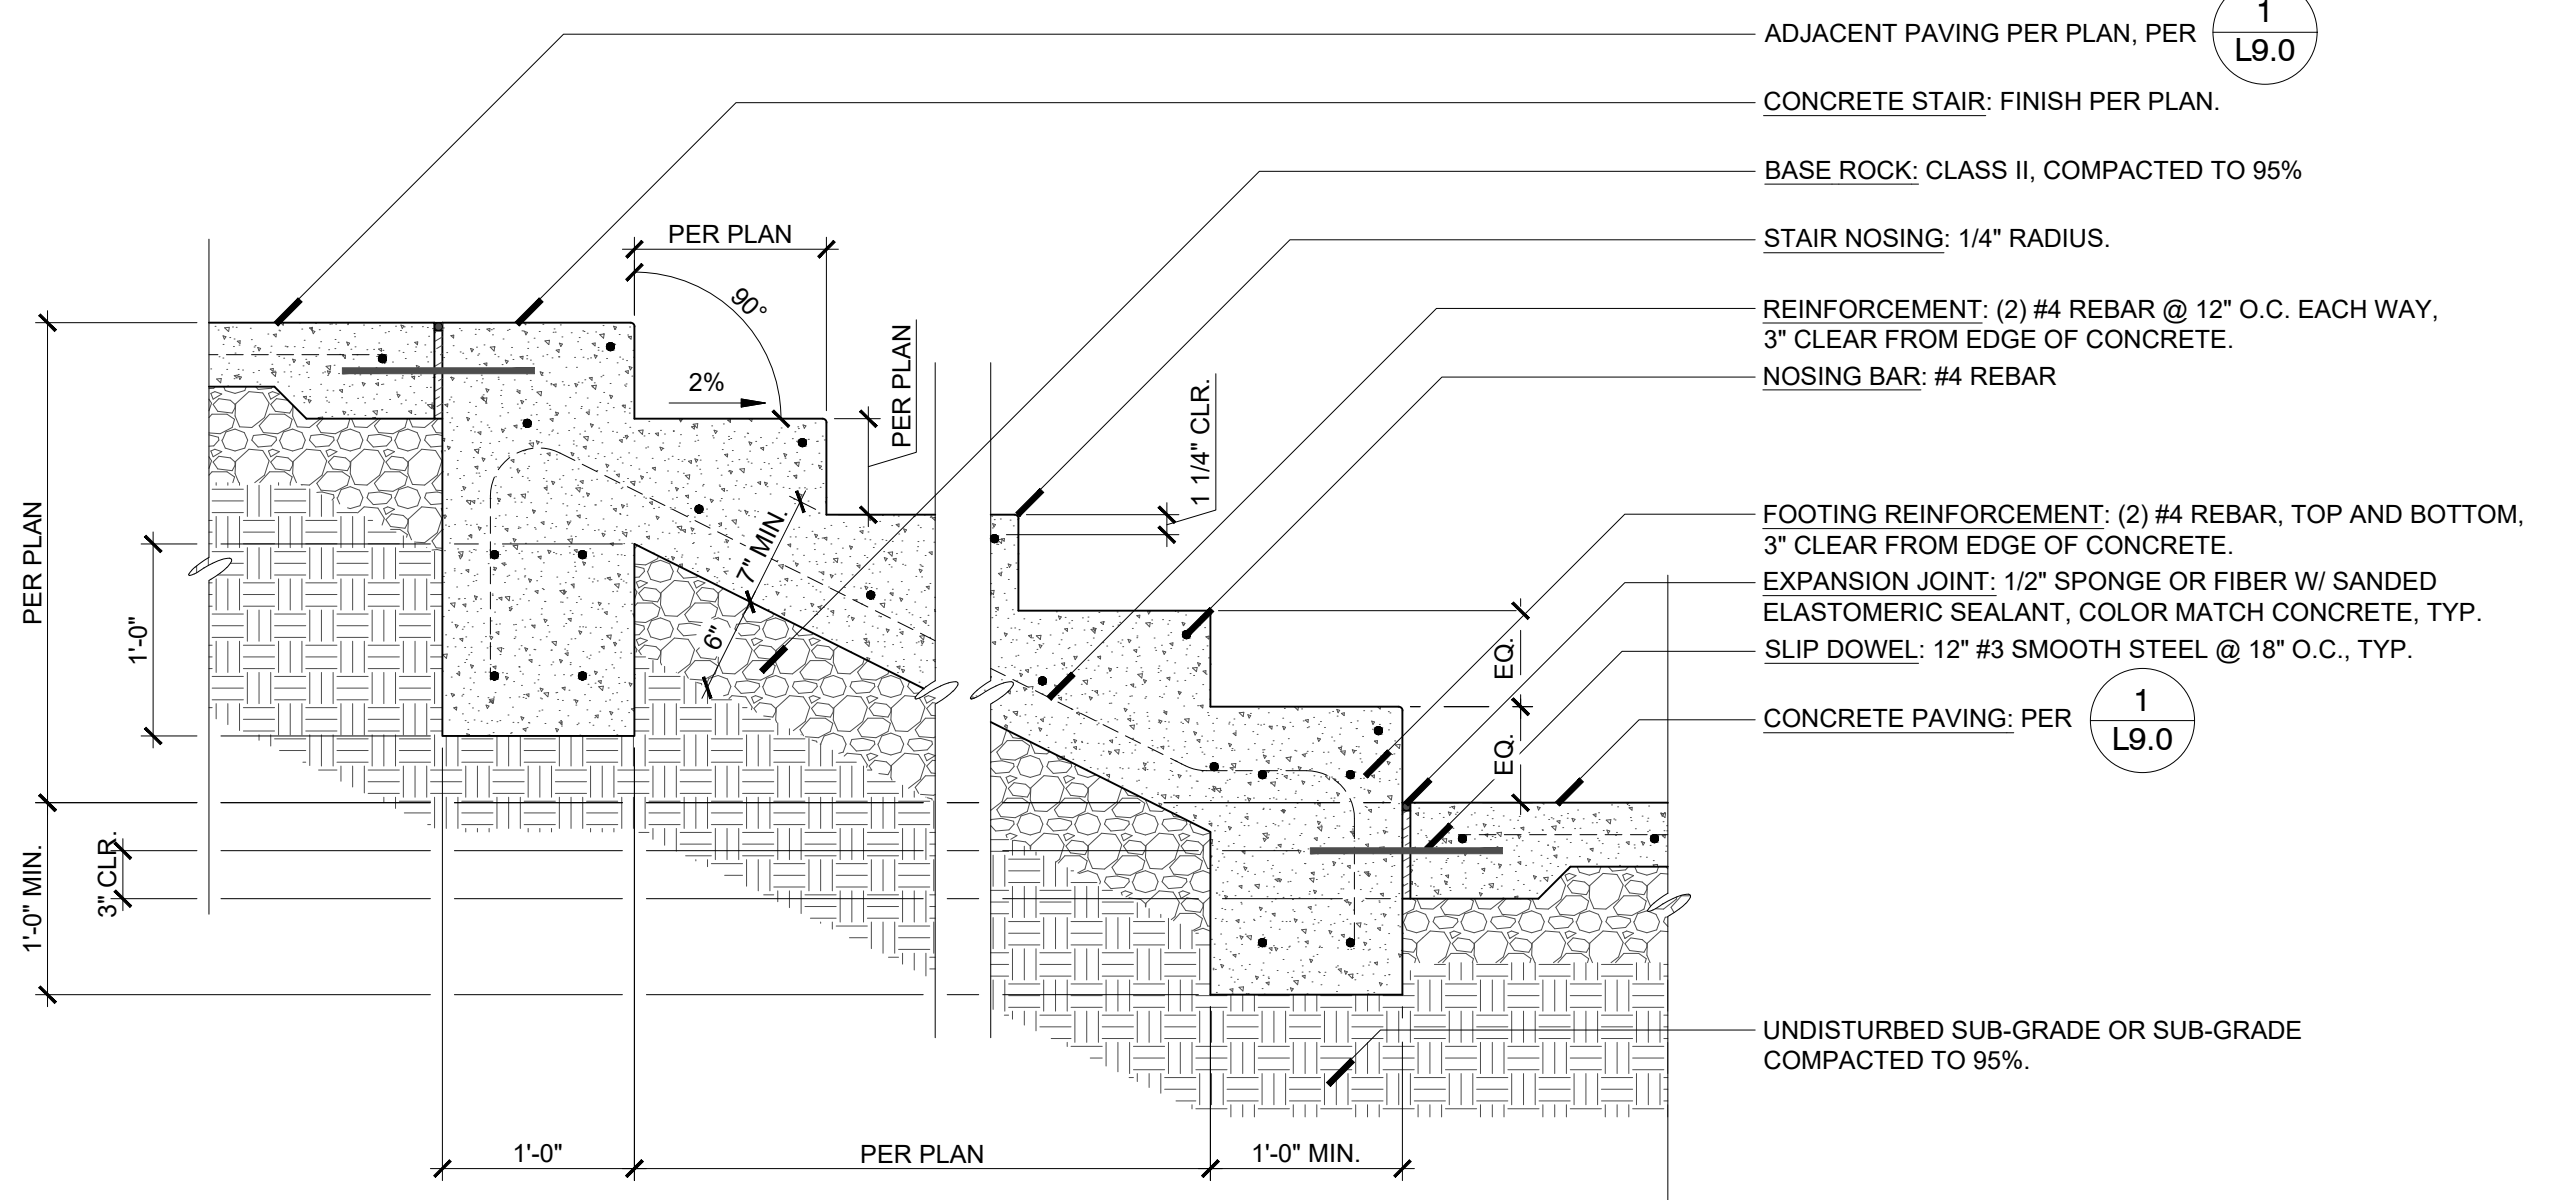 ADJACENT PAVING PER PLAN, PER
1
L9.0
CONCRETE STAIR: FINISH PER PLAN.
BASE ROCK: CLASS II, COMPACTED TO 95%
STAIR NOSING: 1/4" RADIUS.
REINFORCEMENT: (2) #4 REBAR @ 12" O.C. EACH WAY,
3" CLEAR FROM EDGE OF CONCRETE.
NOSING BAR: #4 REBAR
FOOTING REINFORCEMENT: (2) #4 REBAR, TOP AND BOTTOM,
3" CLEAR FROM EDGE OF CONCRETE.
EXPANSION JOINT: 1/2" SPONGE OR FIBER W/ SANDED
ELASTOMERIC SEALANT, COLOR MATCH CONCRETE, TYP.
SLIP DOWEL: 12" #3 SMOOTH STEEL @ 18" O.C., TYP.
CONCRETE PAVING: PER
1
L9.0
UNDISTURBED SUB-GRADE OR SUB-GRADE
COMPACTED TO 95%.
PER PLAN
90°
2%
PER PLAN
1 1/4" CLR.
7" MIN.
6"
EQ.
EQ.
PER PLAN
1'-0"
1'-0" MIN.
3" CLR.
1'-0"
PER PLAN
1'-0" MIN.